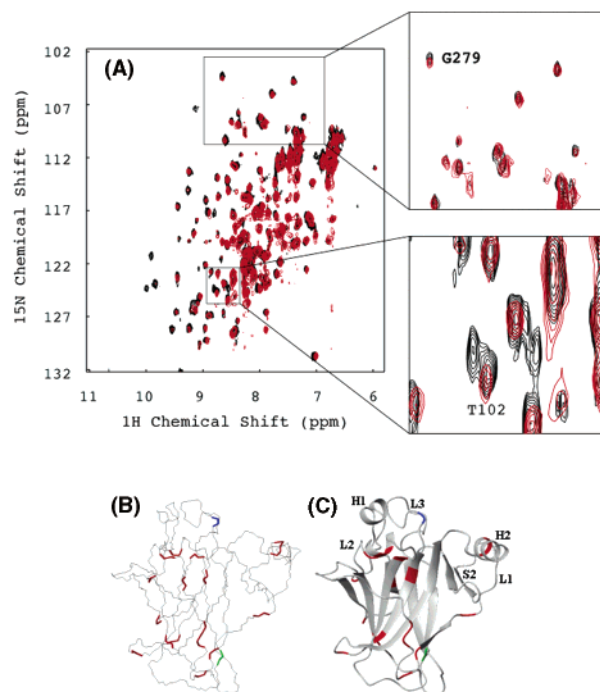 (A)
102
107
112
117
122
127
132
15N Chemical Shift (ppm)
11 10 9 8 7 6
1H Chemical Shift (ppm)
G279
T102
(B)
(C)
H1
L3
H2
L2
S2
L1